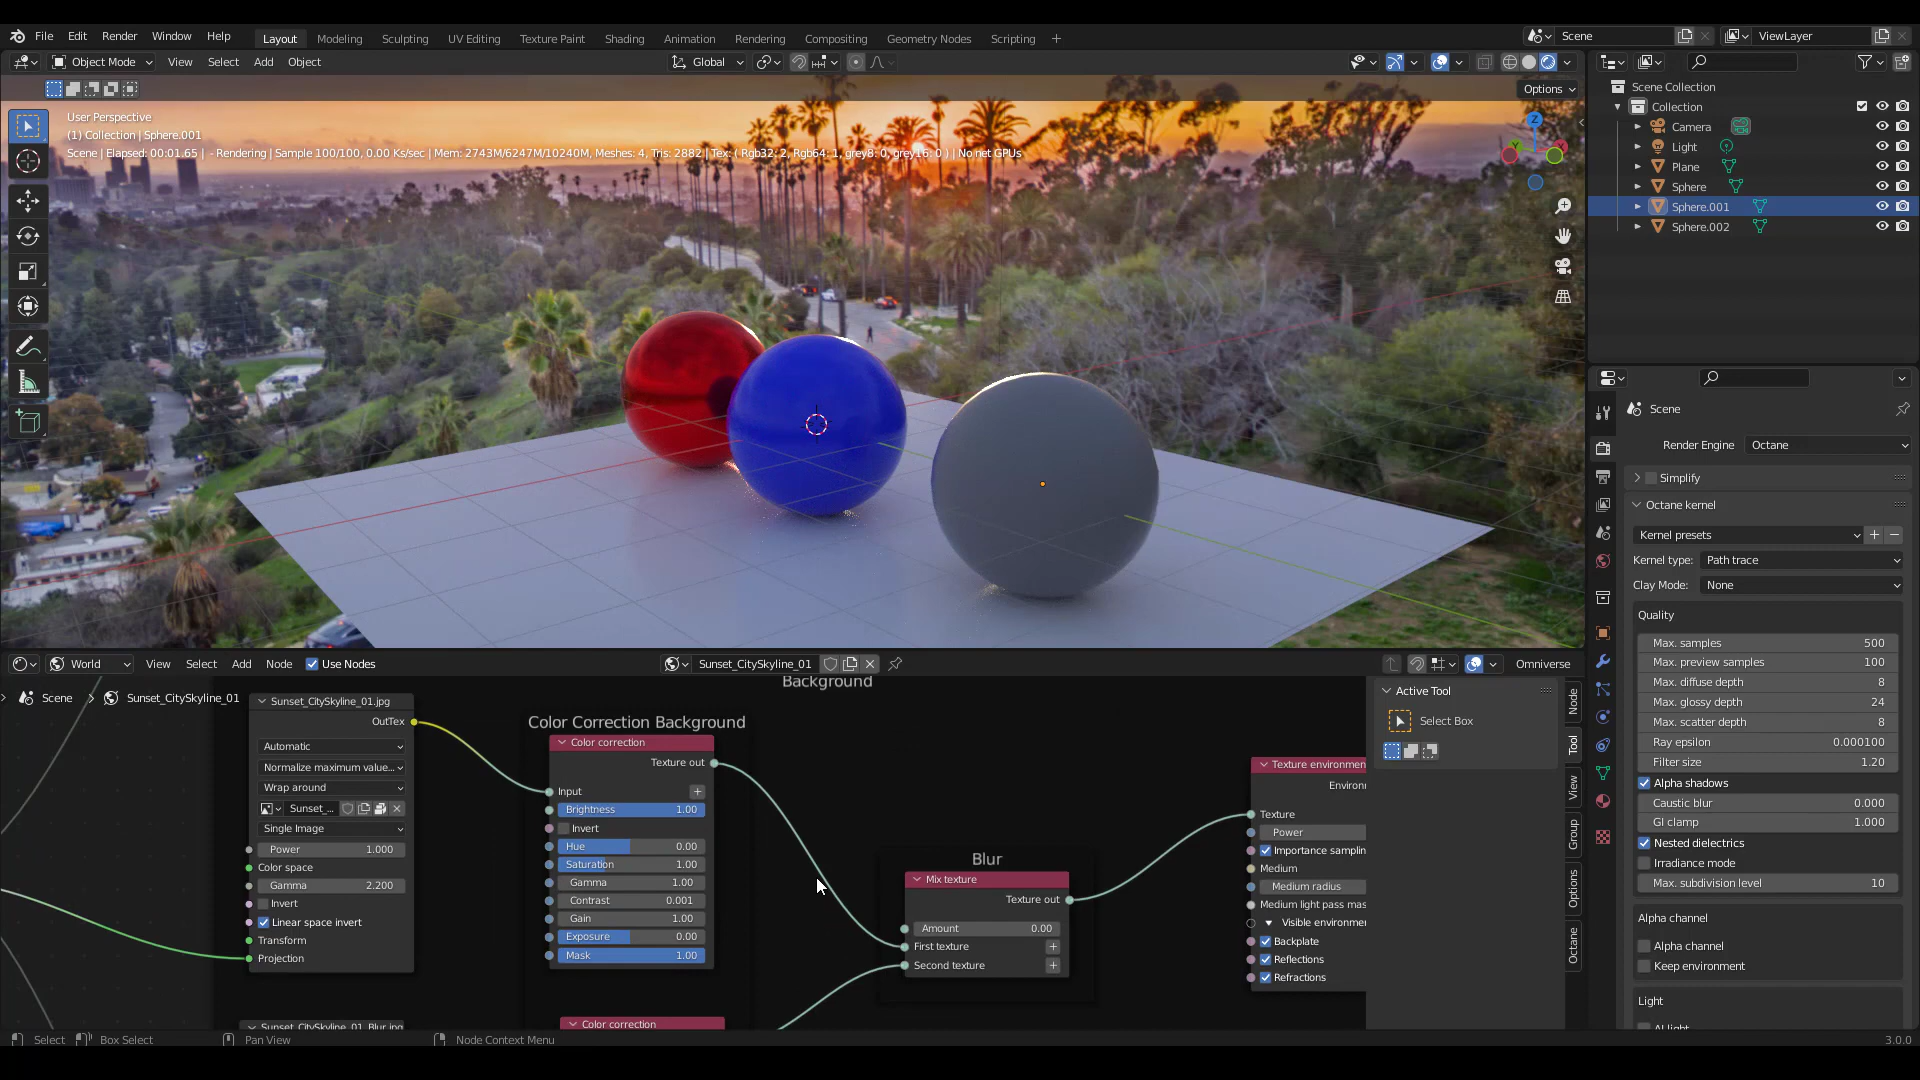 File Edit Render Window Help Layout Modeling Sculpting UV Editing Texture Paint Shading Animation Rendering Compositing Geometry Nodes Scripting + Scene ViewLayer
Object Mode View Select Add Object Global
Options
User Perspective
(1) Collection | Sphere.001
Scene | Elapsed: 00:01.65 | - Rendering | Sample 100/100, 0.00 Ks/sec | Mem: 2743M/6247M/10240M, Meshes: 4, Tris: 2882 | Tex: ( Rgb32: 2, Rgb64: 1, grey8: 0, grey16: 0 ) | No net GPUs
Z
Y
Scene Collection
Collection
Camera
Light
Plane
Sphere
Sphere.001
Sphere.002
Scene
Render Engine Octane
Simplify
Octane kernel
Kernel presets
Kernel type: Path trace
Clay Mode: None
Quality
Max. samples 500
Max. preview samples 100
Max. diffuse depth 8
Max. glossy depth 24
Max. scatter depth 8
Ray epsilon 0.000100
Filter size 1.20
Alpha shadows
Caustic blur 0.000
GI clamp 1.000
Nested dielectrics
Irradiance mode
Max. subdivision level 10
Alpha channel
Alpha channel
Keep environment
Light
AI light
World View Select Add Node Use Nodes Sunset_CitySkyline_01 Omniverse
Scene > Sunset_CitySkyline_01
Background
Sunset_CitySkyline_01.jpg
OutTex
Automatic
Normalize maximum value...
Wrap around
Sunset_...
Single Image
Power 1.000
Color space
Gamma 2.200
Invert
Linear space invert
Transform
Projection
Sunset_CitySkyline_01_Blur.jpg
Color Correction Background
Color correction
Texture out
Input
Brightness 1.00
Invert
Hue 0.00
Saturation 1.00
Gamma 1.00
Contrast 0.001
Gain 1.00
Exposure 0.00
Mask 1.00
Color correction
Blur
Mix texture
Texture out
Amount 0.00
First texture
Second texture
Texture environmen
Environ
Texture
Power
Importance samplin
Medium
Medium radius
Medium light pass mas
Visible environmer
Backplate
Reflections
Refractions
Active Tool
Select Box
Node
Tool
View
Group
Options
Octane
Select Box Select Pan View Node Context Menu 3.0.0